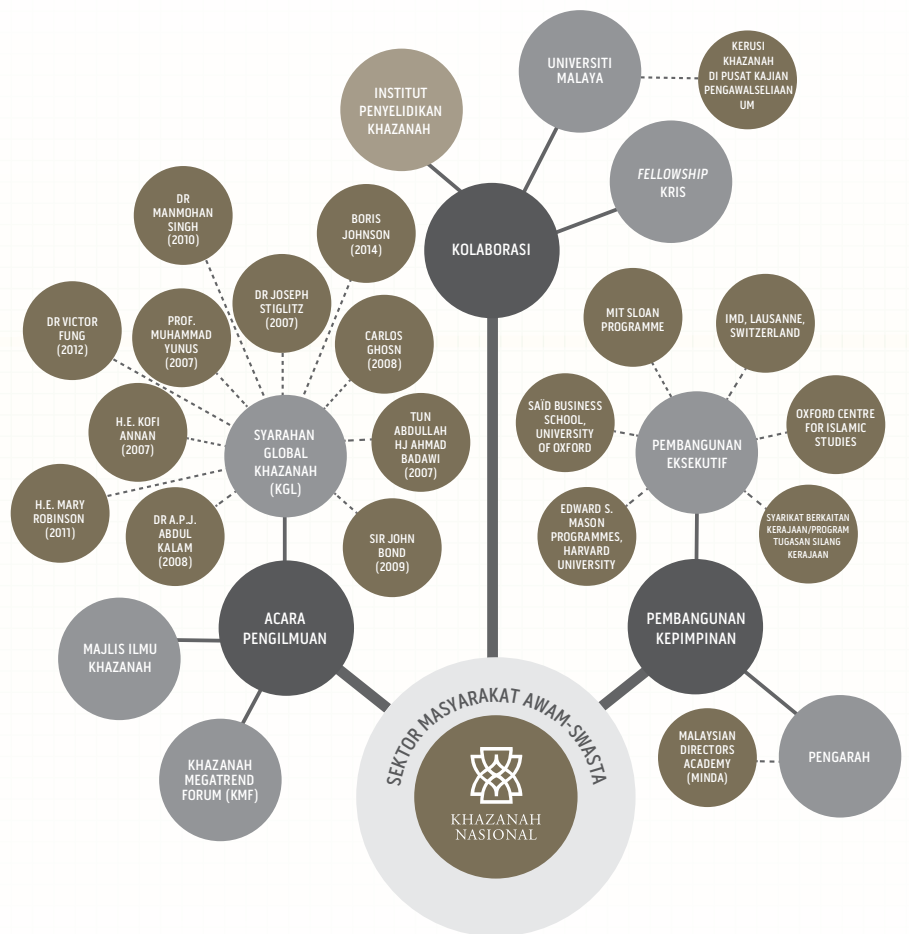 INSTITUT
PENYELIDIKAN
KHAZANAH
UNIVERSITI
MALAYA
KERUSI
KHAZANAH
DI PUSAT KAJIAN
PENGAWALSELIAAN
UM
FELLOWSHIP
KRIS
KOLABORASI
DR
MANMOHAN
SINGH
(2010)
BORIS
JOHNSON
(2014)
DR VICTOR
FUNG
(2012)
PROF.
MUHAMMAD
YUNUS
(2007)
DR JOSEPH
STIGLITZ
(2007)
CARLOS
GHOSN
(2008)
H.E. KOFI
ANNAN
(2007)
SYARAHAN
GLOBAL
KHAZANAH
(KGL)
TUN
ABDULLAH
HJ AHMAD
BADAWI
(2007)
H.E. MARY
ROBINSON
(2011)
DR A.P.J.
ABDUL
KALAM
(2008)
SIR JOHN
BOND
(2009)
MIT SLOAN
PROGRAMME
IMD, LAUSANNE,
SWITZERLAND
SAÏD BUSINESS
SCHOOL,
UNIVERSITY
OF OXFORD
PEMBANGUNAN
EKSEKUTIF
OXFORD CENTRE
FOR ISLAMIC
STUDIES
EDWARD S.
MASON
PROGRAMMES,
HARVARD
UNIVERSITY
SYARIKAT BERKAITAN
KERAJAAN/PROGRAM
TUGASAN SILANG
KERAJAAN
ACARA
PENGILMUAN
MAJLIS ILMU
KHAZANAH
KHAZANAH
MEGATREND
FORUM (KMF)
PEMBANGUNAN
KEPIMPINAN
MALAYSIAN
DIRECTORS
ACADEMY
(MINDA)
PENGARAH
SEKTOR MASYARAKAT AWAM-SWASTA
KHAZANAH
NASIONAL